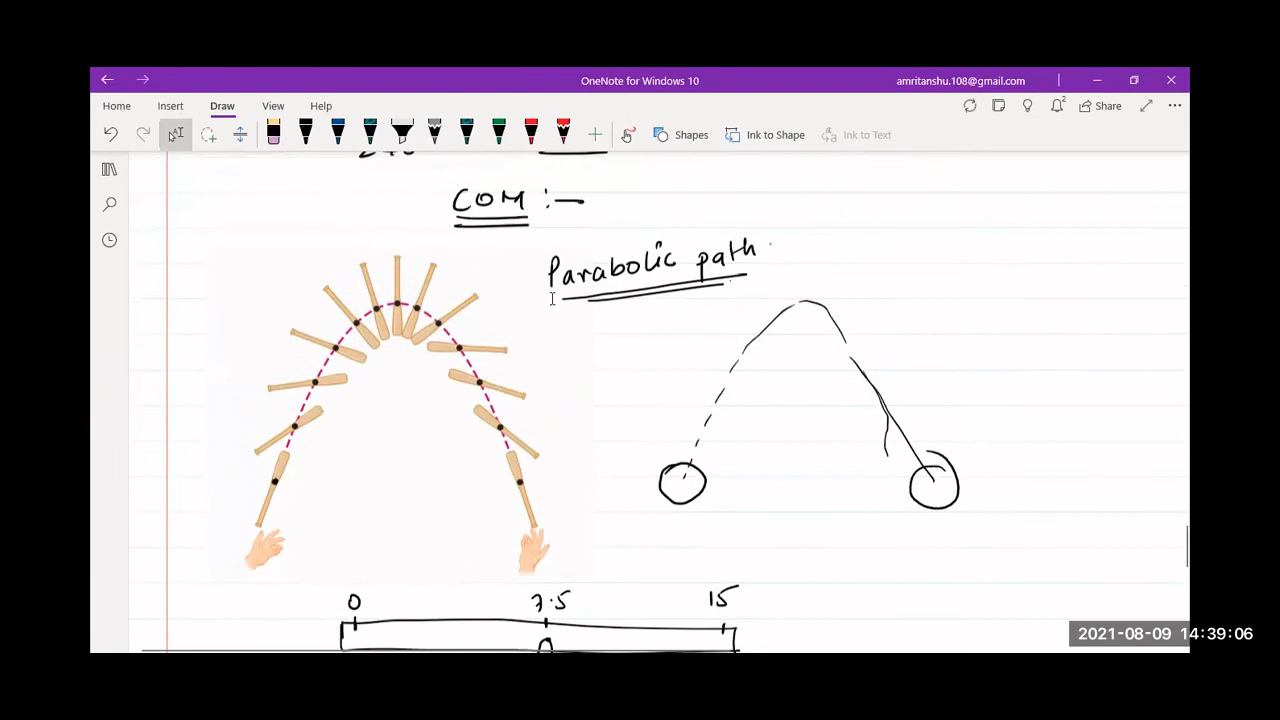 OneNote for Windows 10
amritanshu.108@gmail.com
Home Insert Draw View Help
2
Share
Shapes
Ink to Shape
Ink to Text
COM :—
Parabolic path
0 7.5 15
2021-08-09 14:39:06